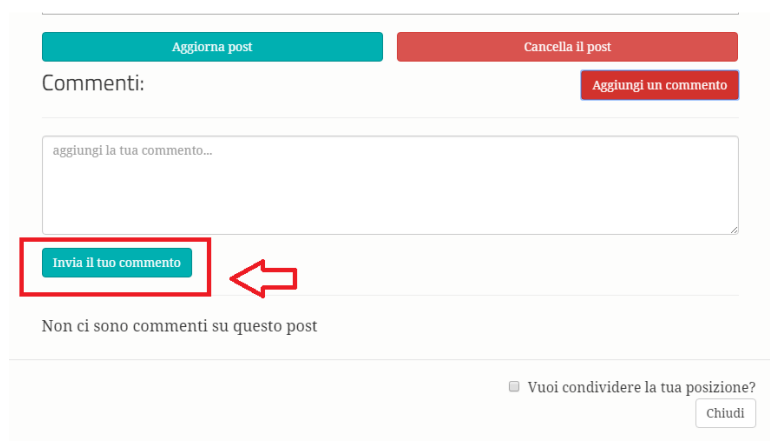 Aggiorna post
Cancella il post
Commenti:
Aggiungi un commento
aggiungi la tua commento...
Invia il tuo commento
Non ci sono commenti su questo post
Vuoi condividere la tua posizione?
Chiudi